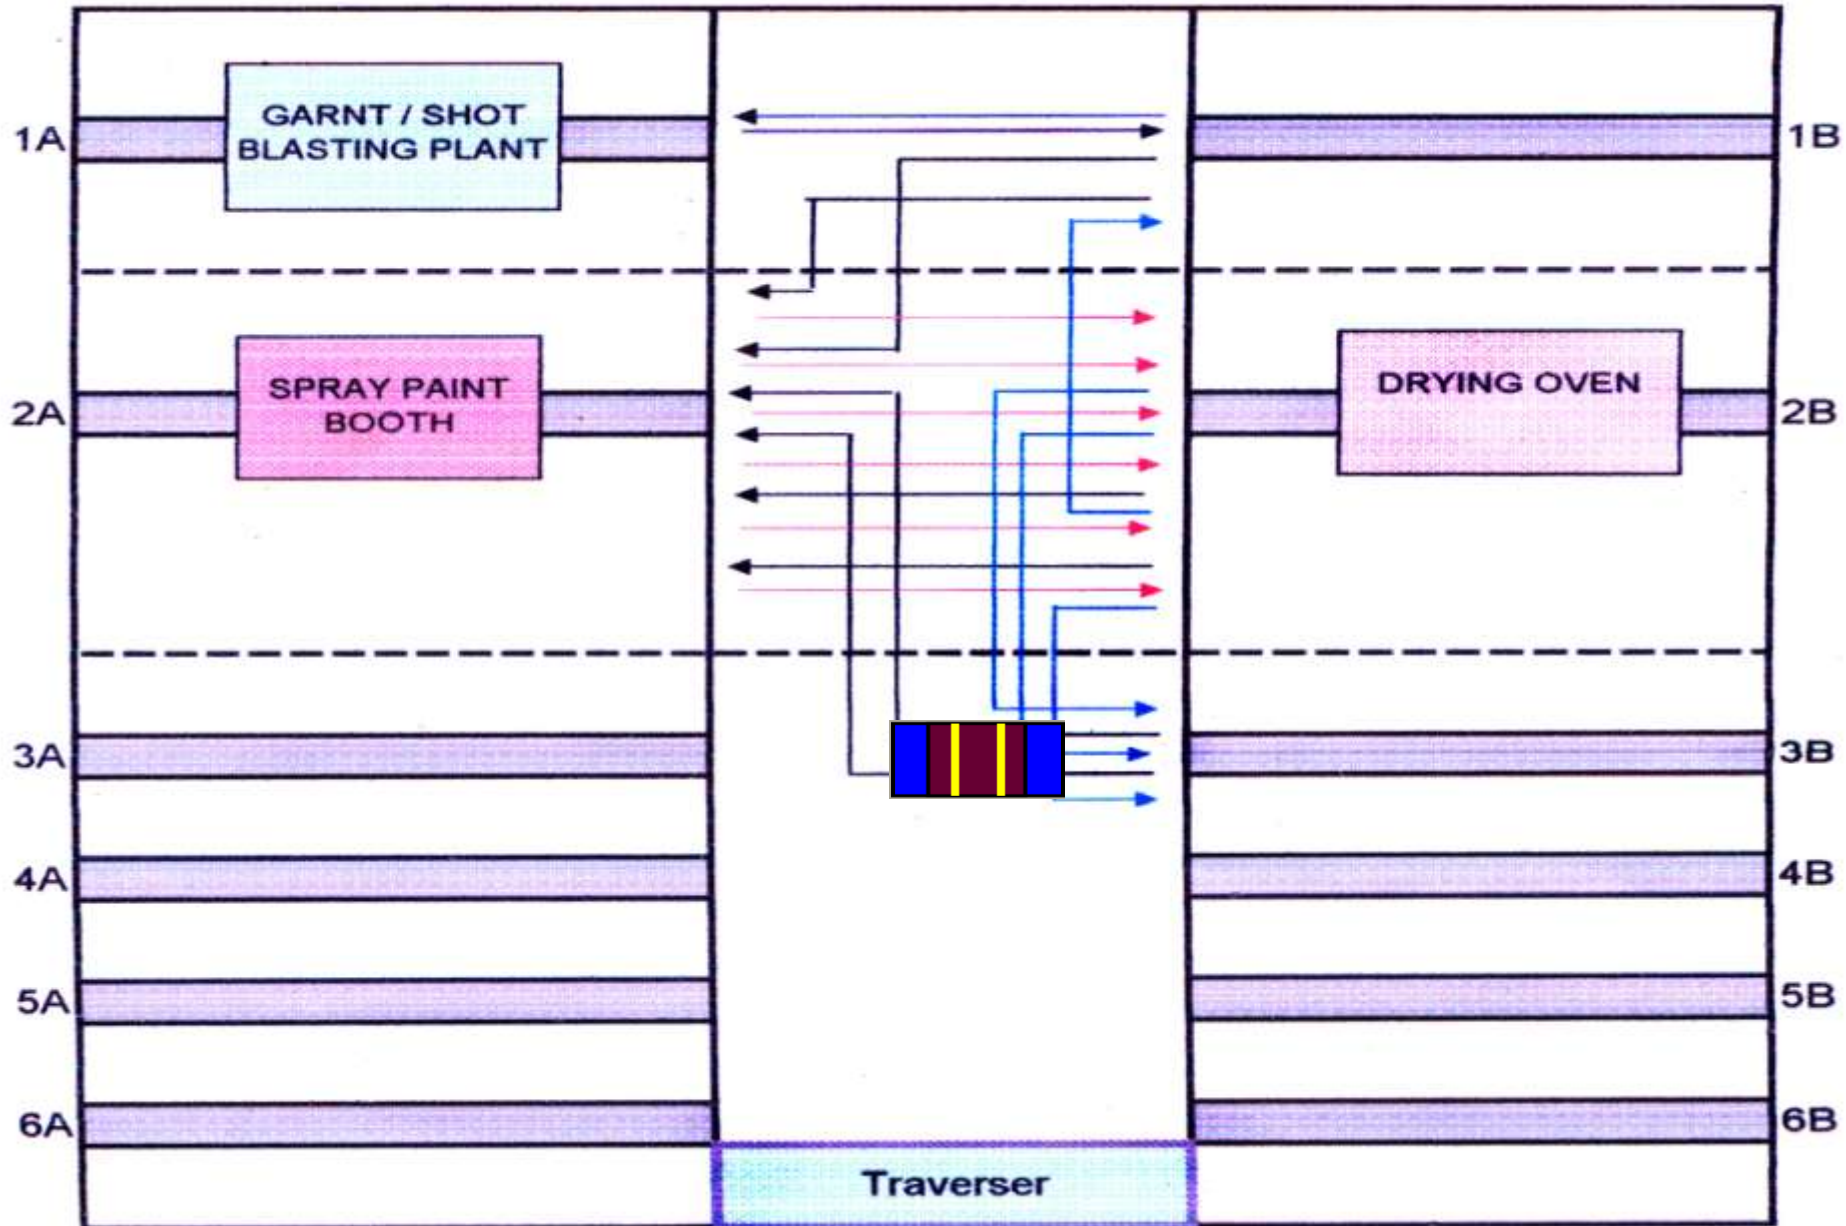 GARNT / SHOT
BLASTING PLANT
1A
1B
SPRAY PAINT
BOOTH
DRYING OVEN
2A
2B
3A
3B
4A
4B
5A
5B
6A
6B
Traverser